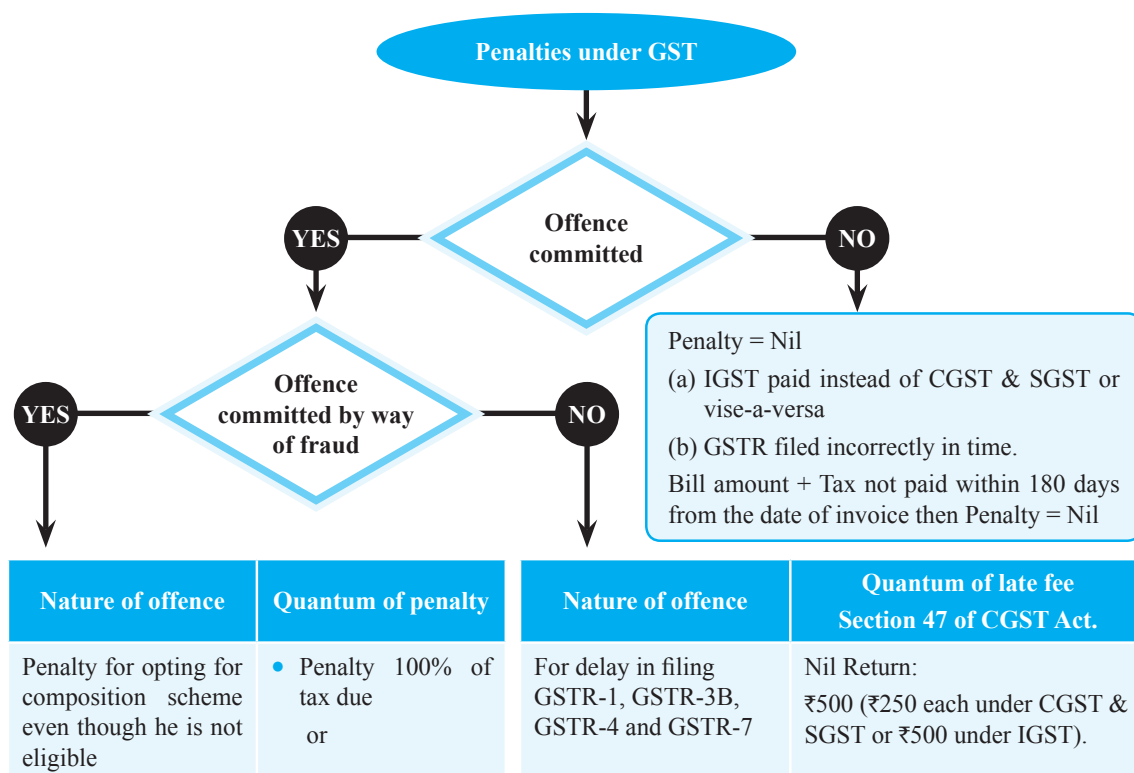 Penalties under GST
Offence
committed
YES
NO
Penalty = Nil
(a) IGST paid instead of CGST & SGST or
vise-a-versa
(b) GSTR filed incorrectly in time.
Bill amount + Tax not paid within 180 days
from the date of invoice then Penalty = Nil
Offence
committed by way
of fraud
YES
NO
Nature of offence
Quantum of penalty
Penalty for opting for
composition scheme
even though he is not
eligible
• Penalty 100% of
tax due
or
Nature of offence
Quantum of late fee
Section 47 of CGST Act.
For delay in filing
GSTR-1, GSTR-3B,
GSTR-4 and GSTR-7
Nil Return:
₹500 (₹250 each under CGST &
SGST or ₹500 under IGST).